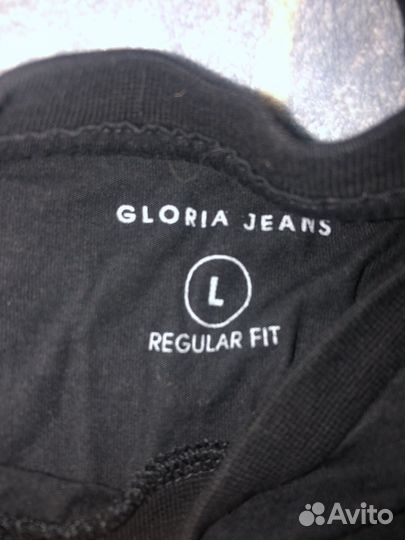 GLORIA JEANS
L
REGULAR FIT
Avito